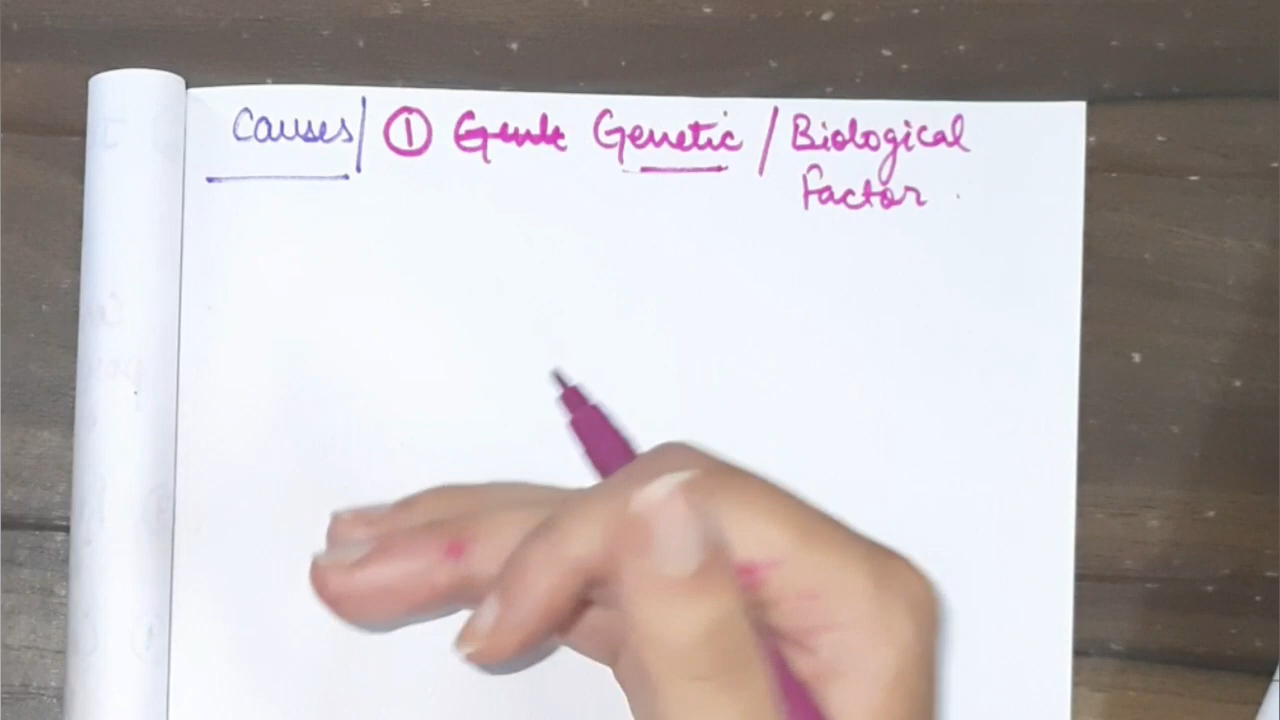 Causes/ ① Genetic / Biological
Factor.